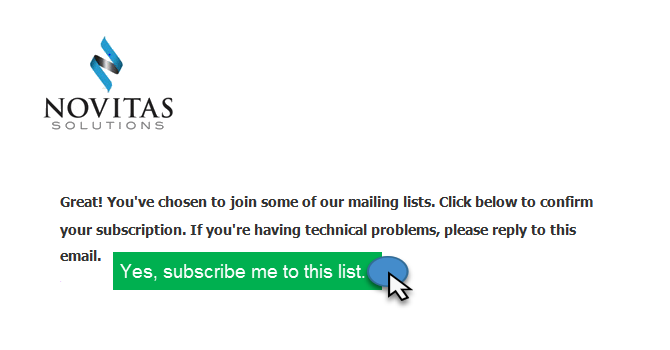 NOVITAS
SOLUTIONS
Great! You've chosen to join some of our mailing lists. Click below to confirm
your subscription. If you're having technical problems, please reply to this
email.
Yes, subscribe me to this list.